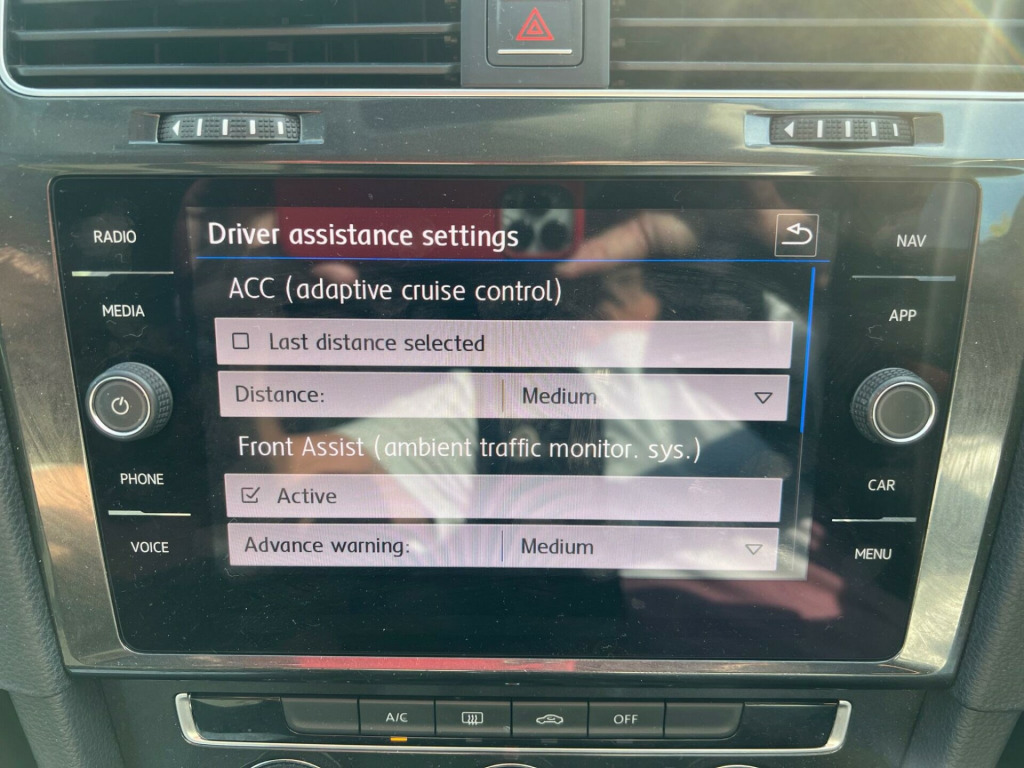 RADIO
MEDIA
PHONE
VOICE
Driver assistance settings
ACC (adaptive cruise control)
Last distance selected
Distance: Medium
Front Assist (ambient traffic monitor. sys.)
Active
Advance warning: Medium
NAV
APP
CAR
MENU
A/C
OFF